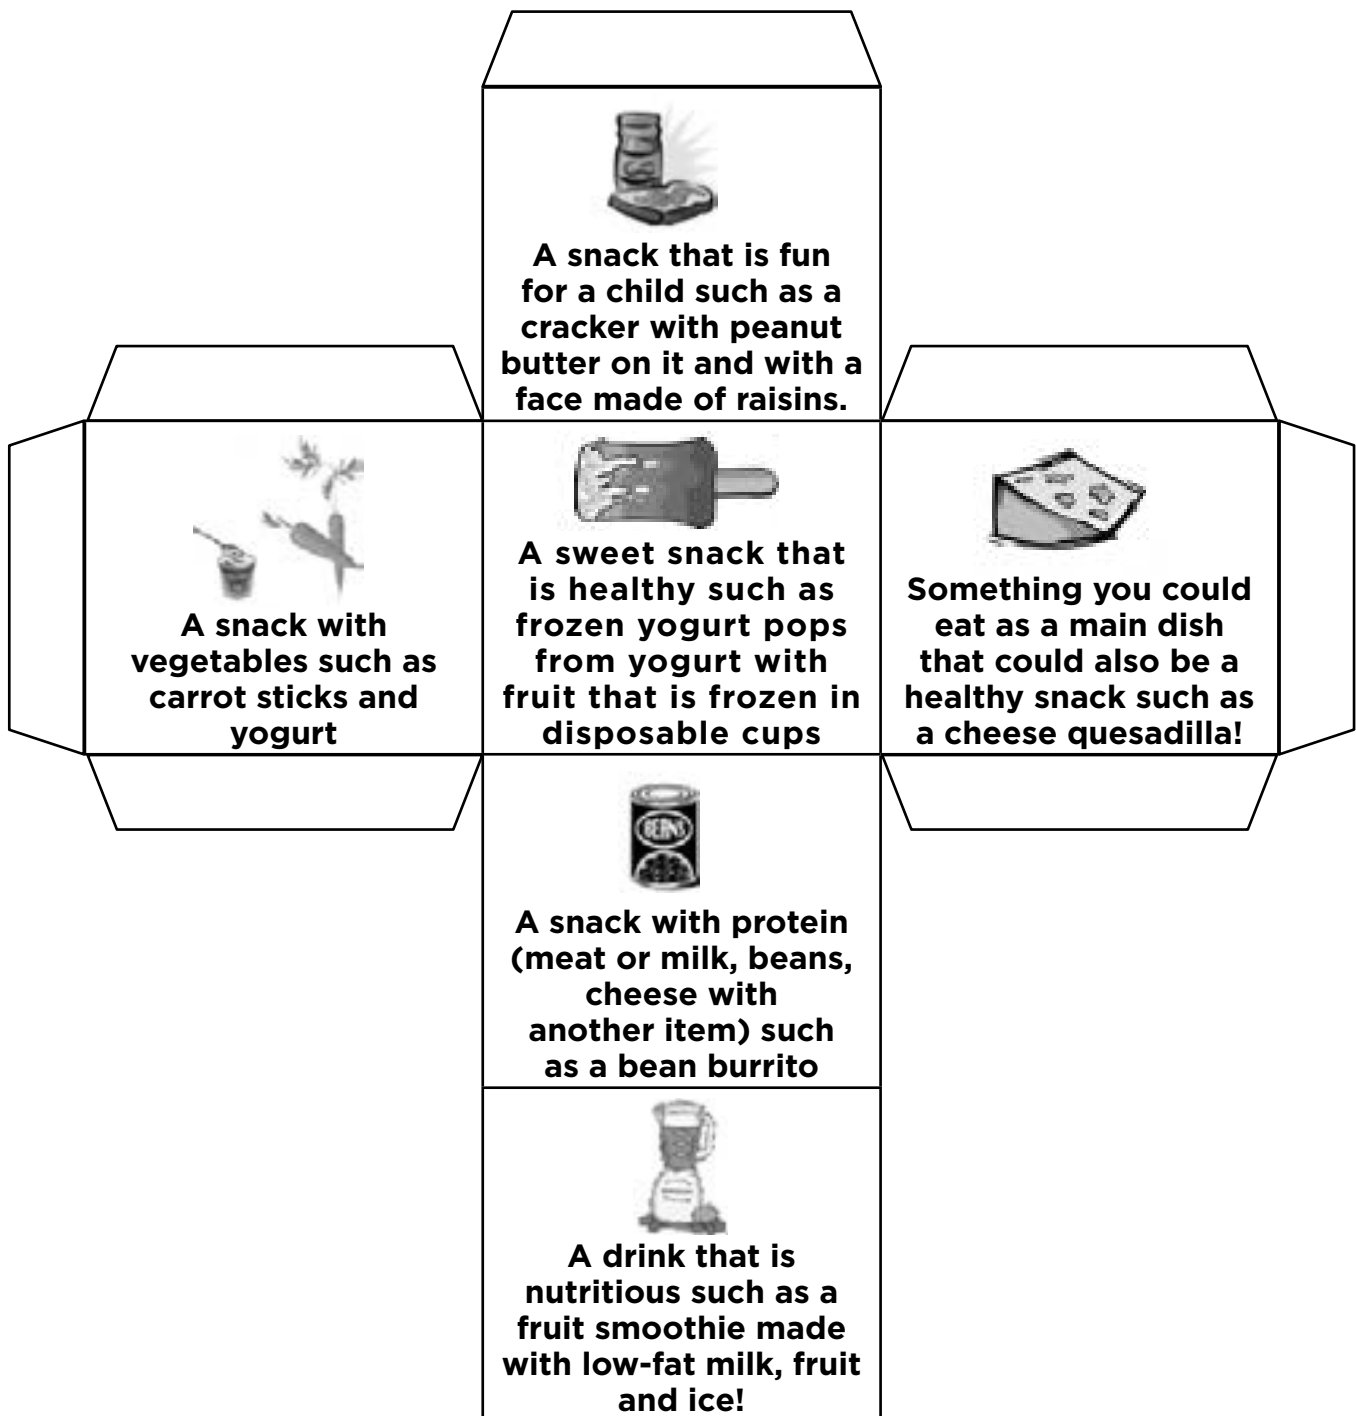 A snack that is fun
for a child such as a
cracker with peanut
butter on it and with a
face made of raisins.
A snack with
vegetables such as
carrot sticks and
yogurt
A sweet snack that
is healthy such as
frozen yogurt pops
from yogurt with
fruit that is frozen in
disposable cups
Something you could
eat as a main dish
that could also be a
healthy snack such as
a cheese quesadilla!
BEANS
A snack with protein
(meat or milk, beans,
cheese with
another item) such
as a bean burrito
A drink that is
nutritious such as a
fruit smoothie made
with low-fat milk, fruit
and ice!